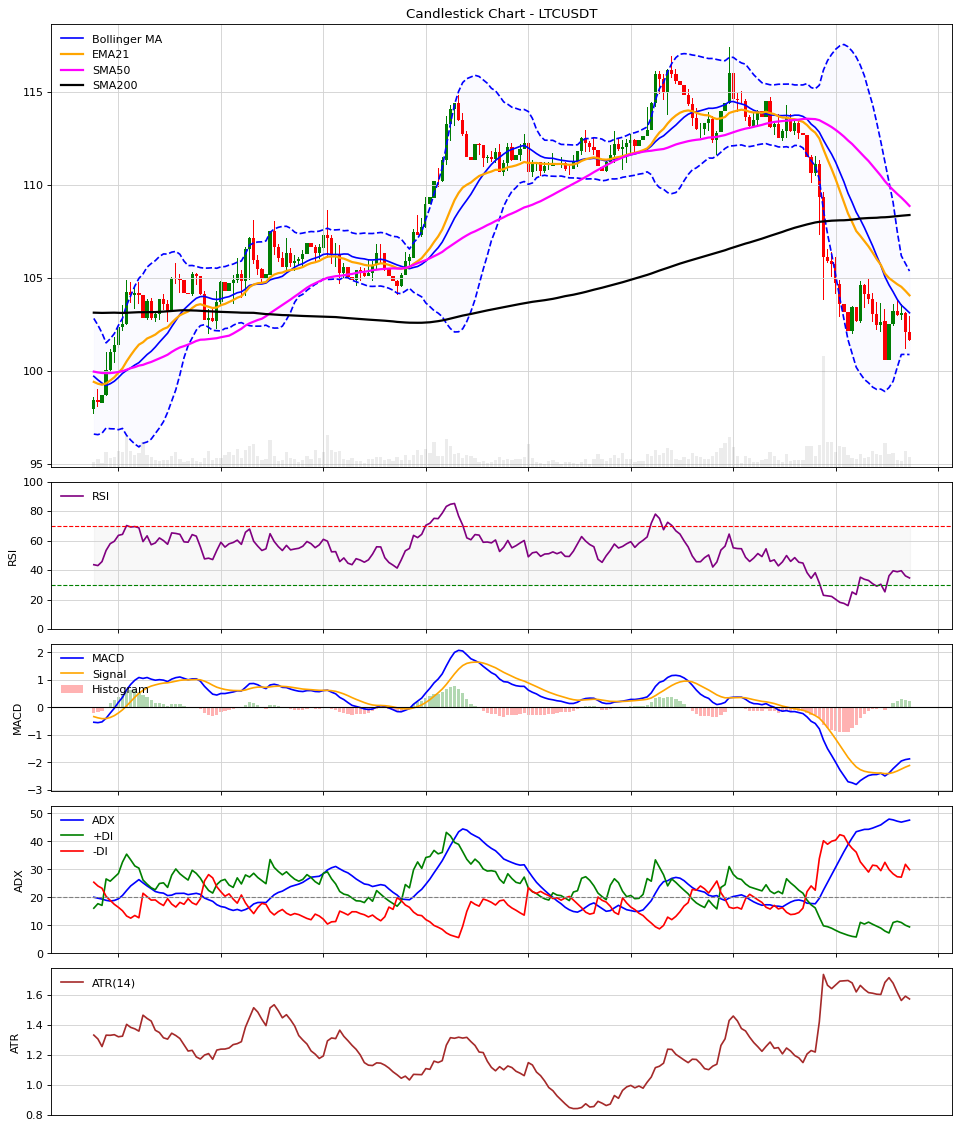 Candlestick Chart - LTCUSDT
Bollinger MA
EMA21
SMA50
SMA200
115
110
105
100
95
RSI
100
80
60
40
20
0
RSI
MACD
Signal
Histogram
2
1
0
−1
−2
−3
MACD
ADX
+DI
-DI
50
40
30
20
10
0
ADX
ATR(14)
1.6
1.4
1.2
1.0
0.8
ATR